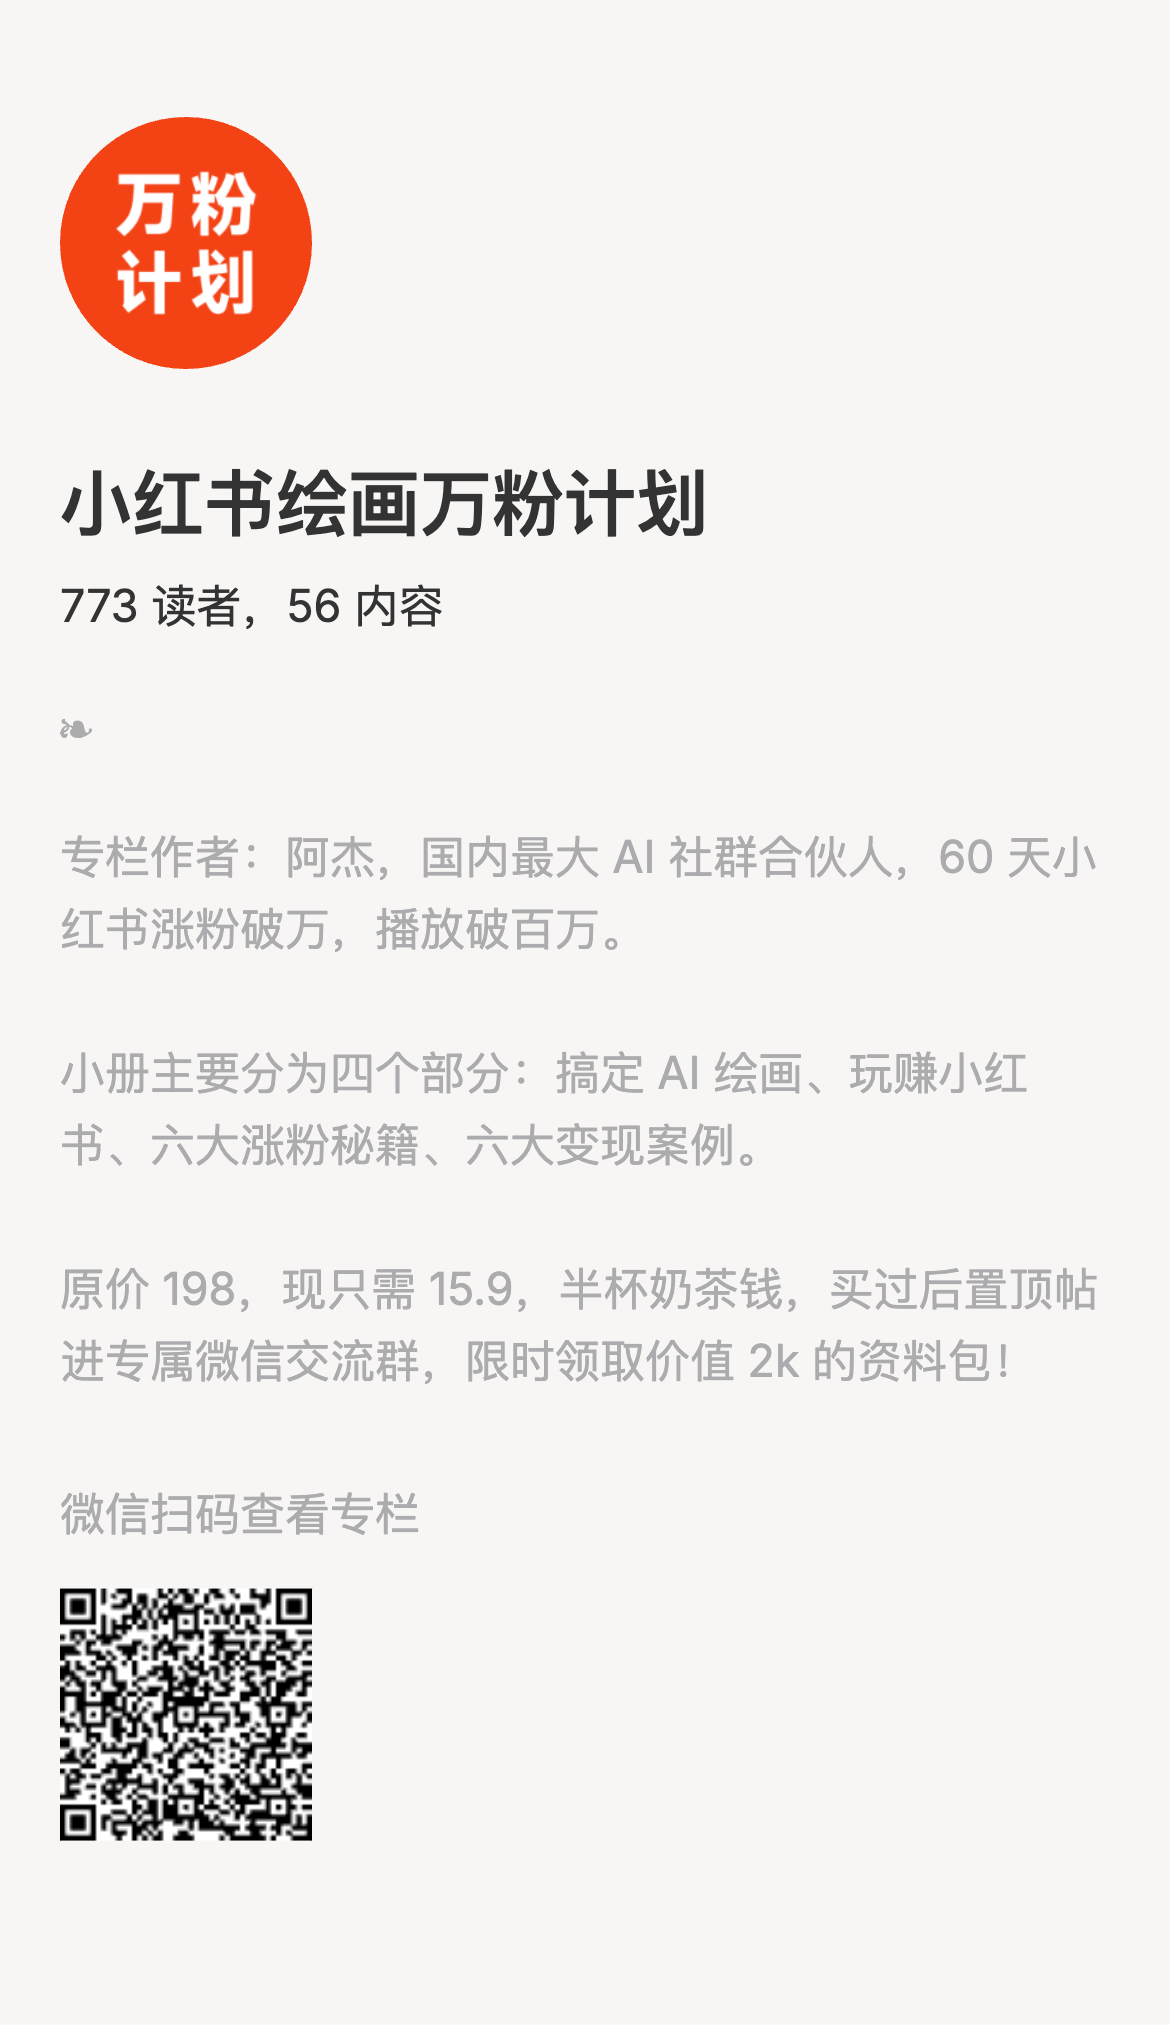 万粉
计划
小红书绘画万粉计划
773 读者，56 内容
专栏作者：阿杰，国内最大 AI 社群合伙人，60 天小
红书涨粉破万，播放破百万。
小册主要分为四个部分：搞定 AI 绘画、玩赚小红
书、六大涨粉秘籍、六大变现案例。
原价 198，现只需 15.9，半杯奶茶钱，买过后置顶帖
进专属微信交流群，限时领取价值 2k 的资料包！
微信扫码查看专栏